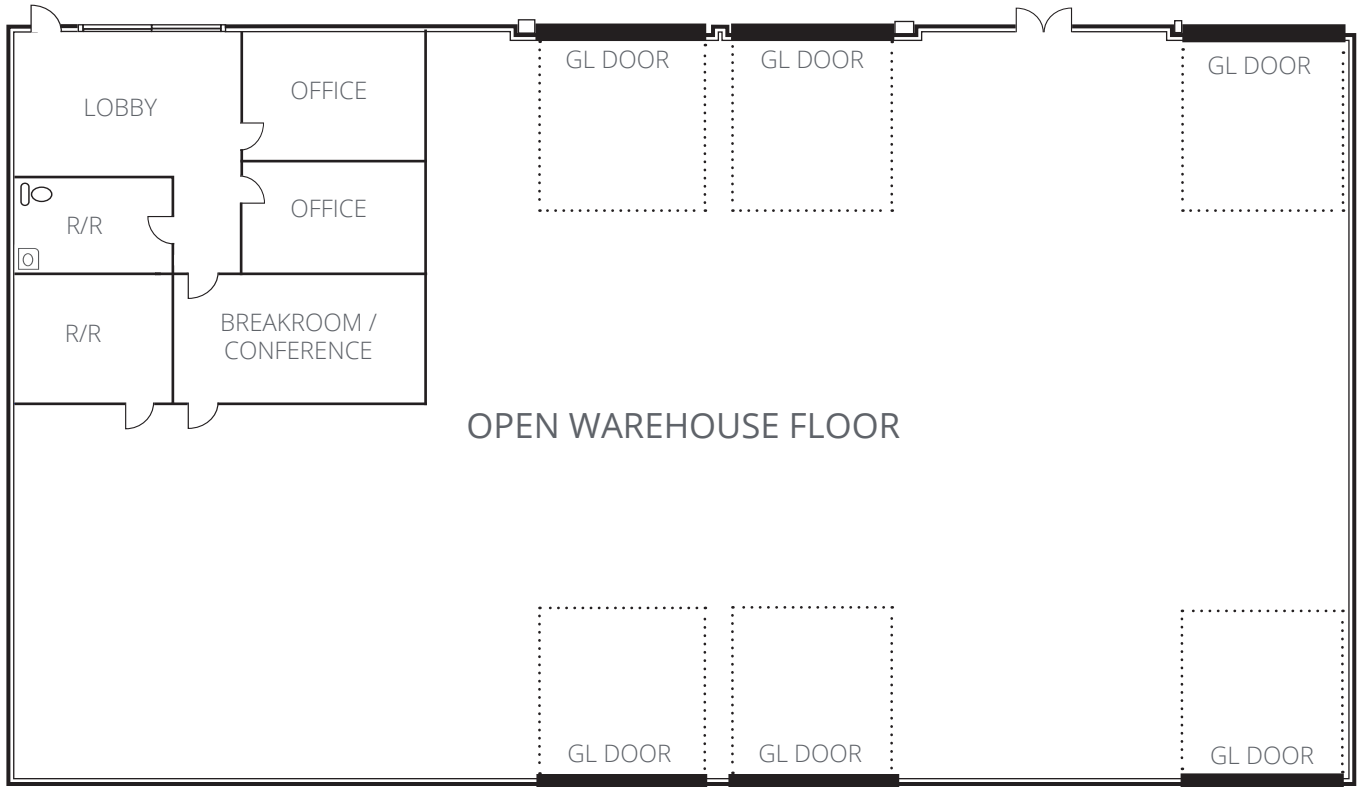 GL DOOR
GL DOOR
GL DOOR
OFFICE
LOBBY
OFFICE
R/R
R/R
BREAKROOM /
CONFERENCE
OPEN WAREHOUSE FLOOR
GL DOOR
GL DOOR
GL DOOR